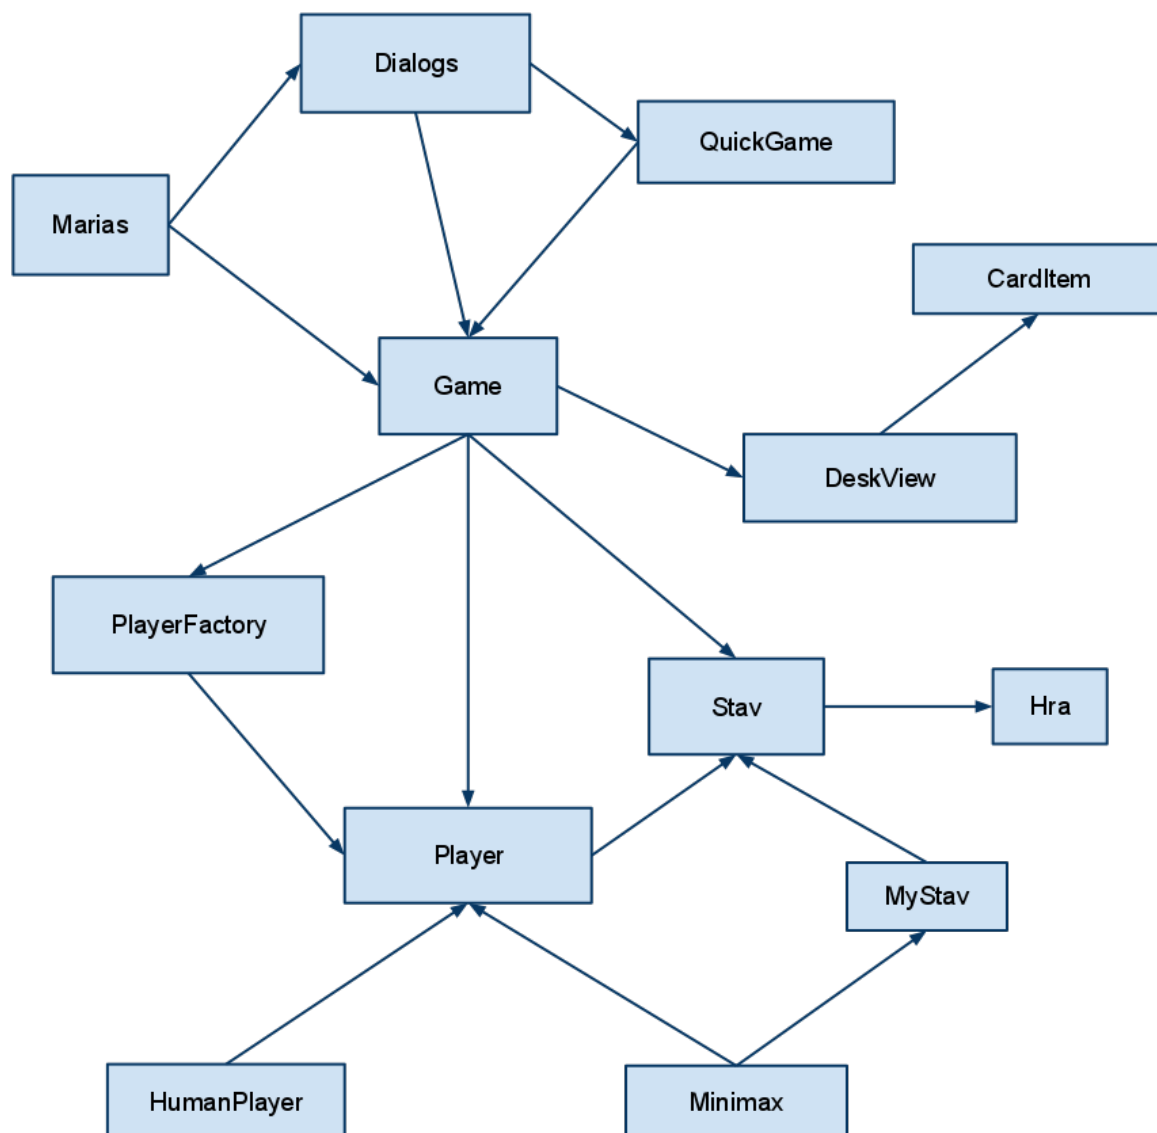 Dialogs
QuickGame
Marias
CardItem
Game
DeskView
PlayerFactory
Stav
Hra
Player
MyStav
HumanPlayer
Minimax